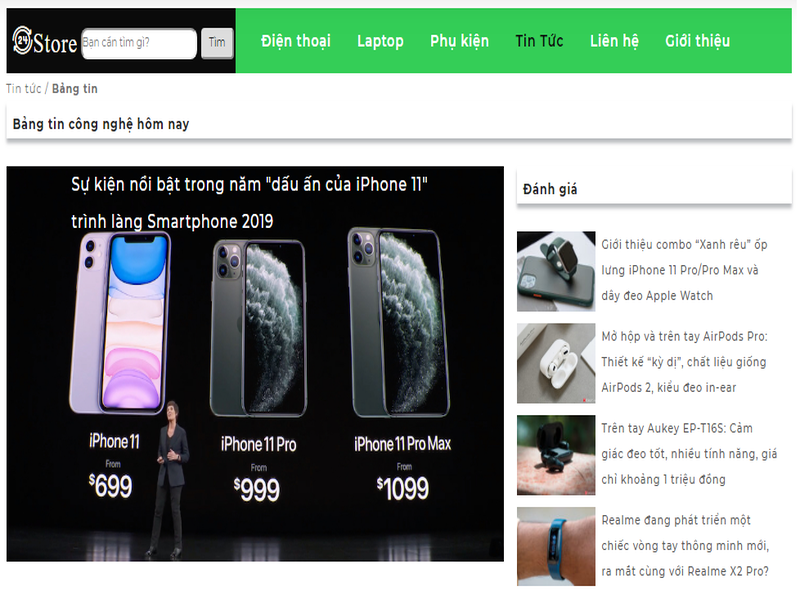 24 Store
Bạn cần tìm gì?
Tìm
Điện thoại
Laptop
Phụ kiện
Tin Tức
Liên hệ
Giới thiệu
Tin tức / Bảng tin
Bảng tin công nghệ hôm nay
Sự kiện nổi bật trong năm "dấu ấn của iPhone 11"
trình làng Smartphone 2019
iPhone 11
From
$699
iPhone 11 Pro
From
$999
iPhone 11 Pro Max
From
$1099
Đánh giá
Giới thiệu combo “Xanh rêu” ốp
lưng iPhone 11 Pro/Pro Max và
dây đeo Apple Watch
Mở hộp và trên tay AirPods Pro:
Thiết kế “kỳ dị”, chất liệu giống
AirPods 2, kiểu đeo in-ear
Trên tay Aukey EP-T16S: Cảm
giác đeo tốt, nhiều tính năng, giá
chỉ khoảng 1 triệu đồng
Realme đang phát triển một
chiếc vòng tay thông minh mới,
ra mắt cùng với Realme X2 Pro?